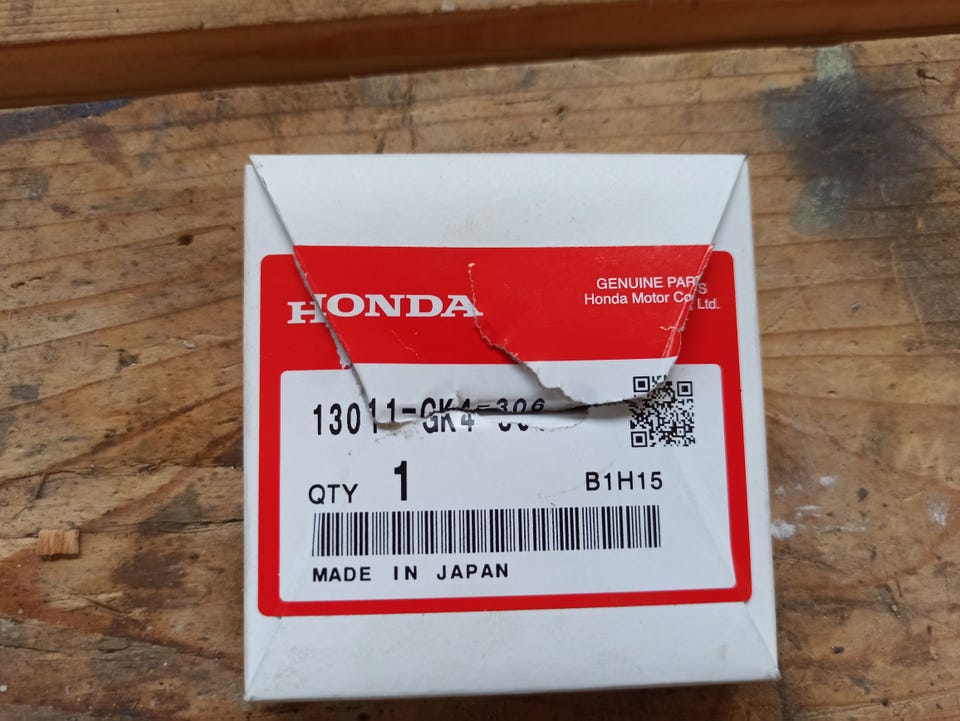 HONDA
GENUINE PARTS
Honda Motor Co. Ltd.
13011-GK4-306
QTY 1 B1H15
MADE IN JAPAN